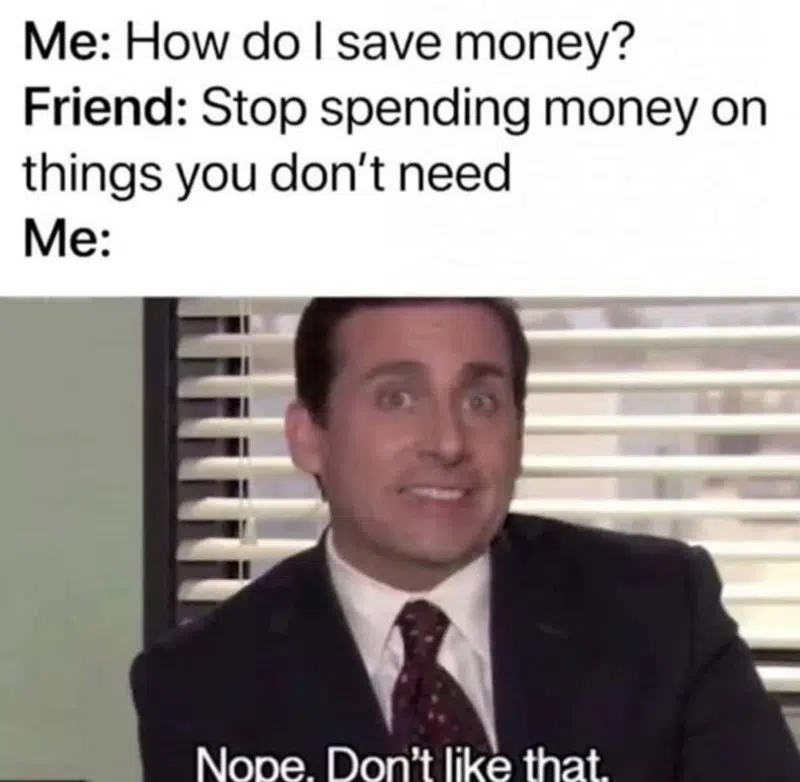 Me: How do I save money?
Friend: Stop spending money on
things you don't need
Me:
Nope. Don't like that.